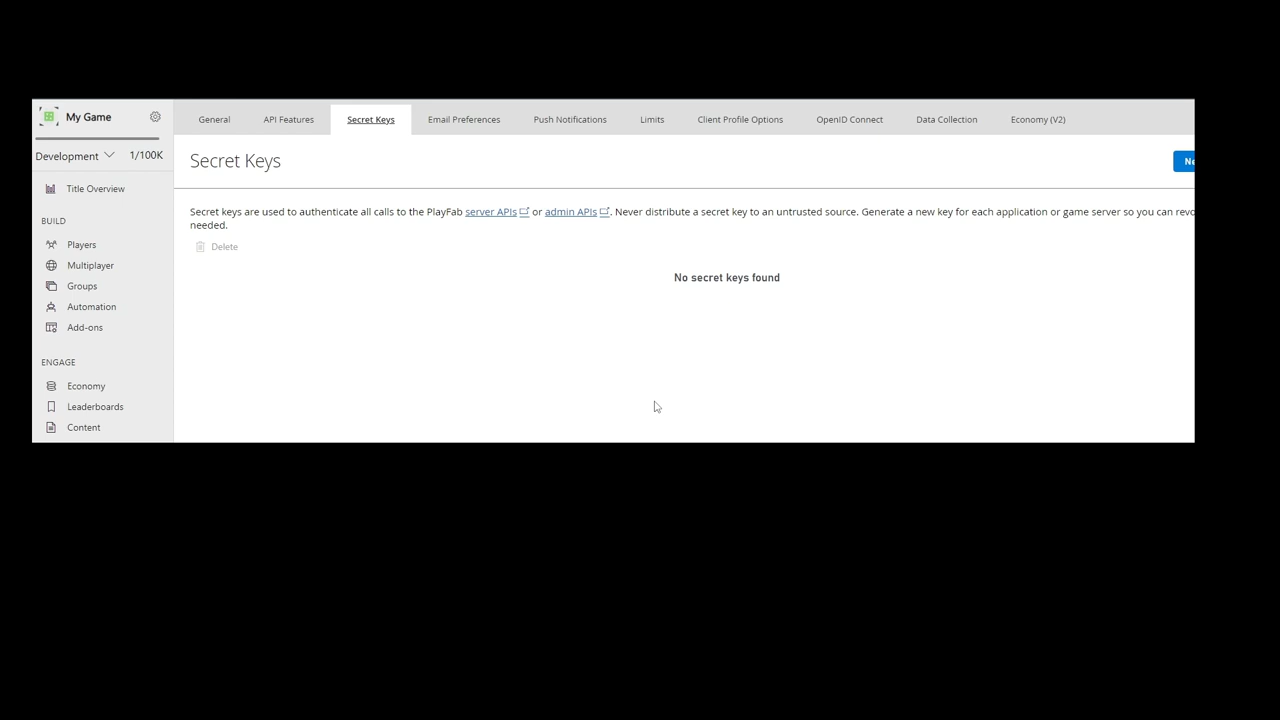 My Game
Development 1/100K
Title Overview
BUILD
Players
Multiplayer
Groups
Automation
Add-ons
ENGAGE
Economy
Leaderboards
Content
General API Features Secret Keys Email Preferences Push Notifications Limits Client Profile Options OpenID Connect Data Collection Economy (V2)
Secret Keys
Secret keys are used to authenticate all calls to the PlayFab server APIs or admin APIs. Never distribute a secret key to an untrusted source. Generate a new key for each application or game server so you can
needed.
Delete
No secret keys found